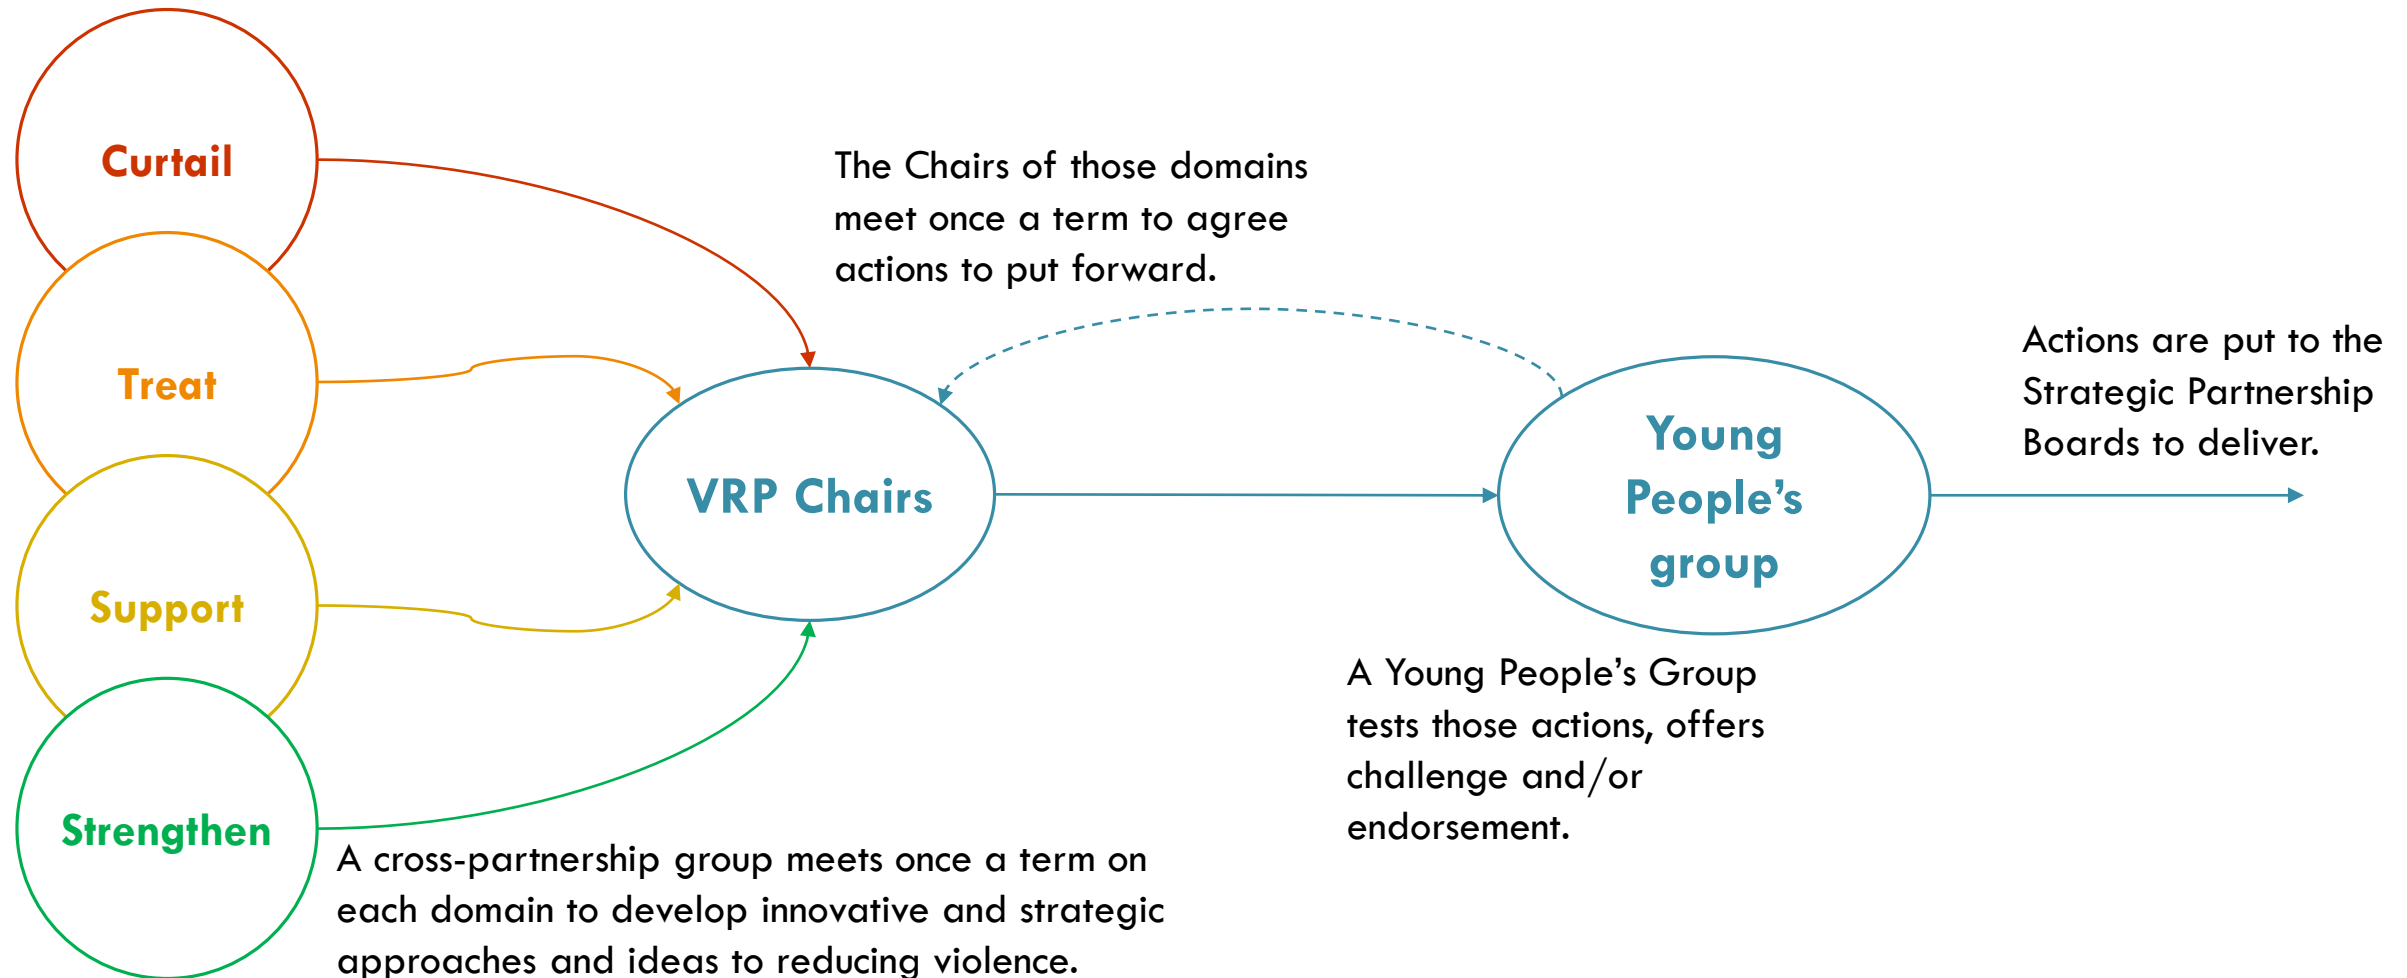 Curtail
Treat
Support
Strengthen
A cross-partnership group meets once a term on
each domain to develop innovative and strategic
approaches and ideas to reducing violence.
The Chairs of those domains
meet once a term to agree
actions to put forward.
VRP Chairs
Young
People’s
group
A Young People’s Group
tests those actions, offers
challenge and/or
endorsement.
Actions are put to the
Strategic Partnership
Boards to deliver.